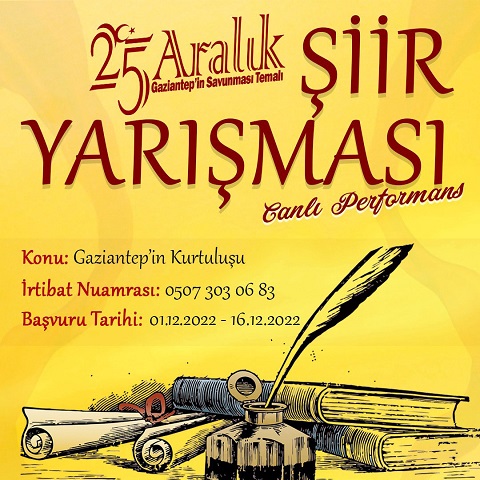 25 Aralık
Gaziantep'in Savunması Temalı
ŞİİR
YARIŞMASI
Canlı Performans
Konu: Gaziantep'in Kurtuluşu
İrtibat Nuamrası: 0507 303 06 83
Başvuru Tarihi: 01.12.2022 - 16.12.2022